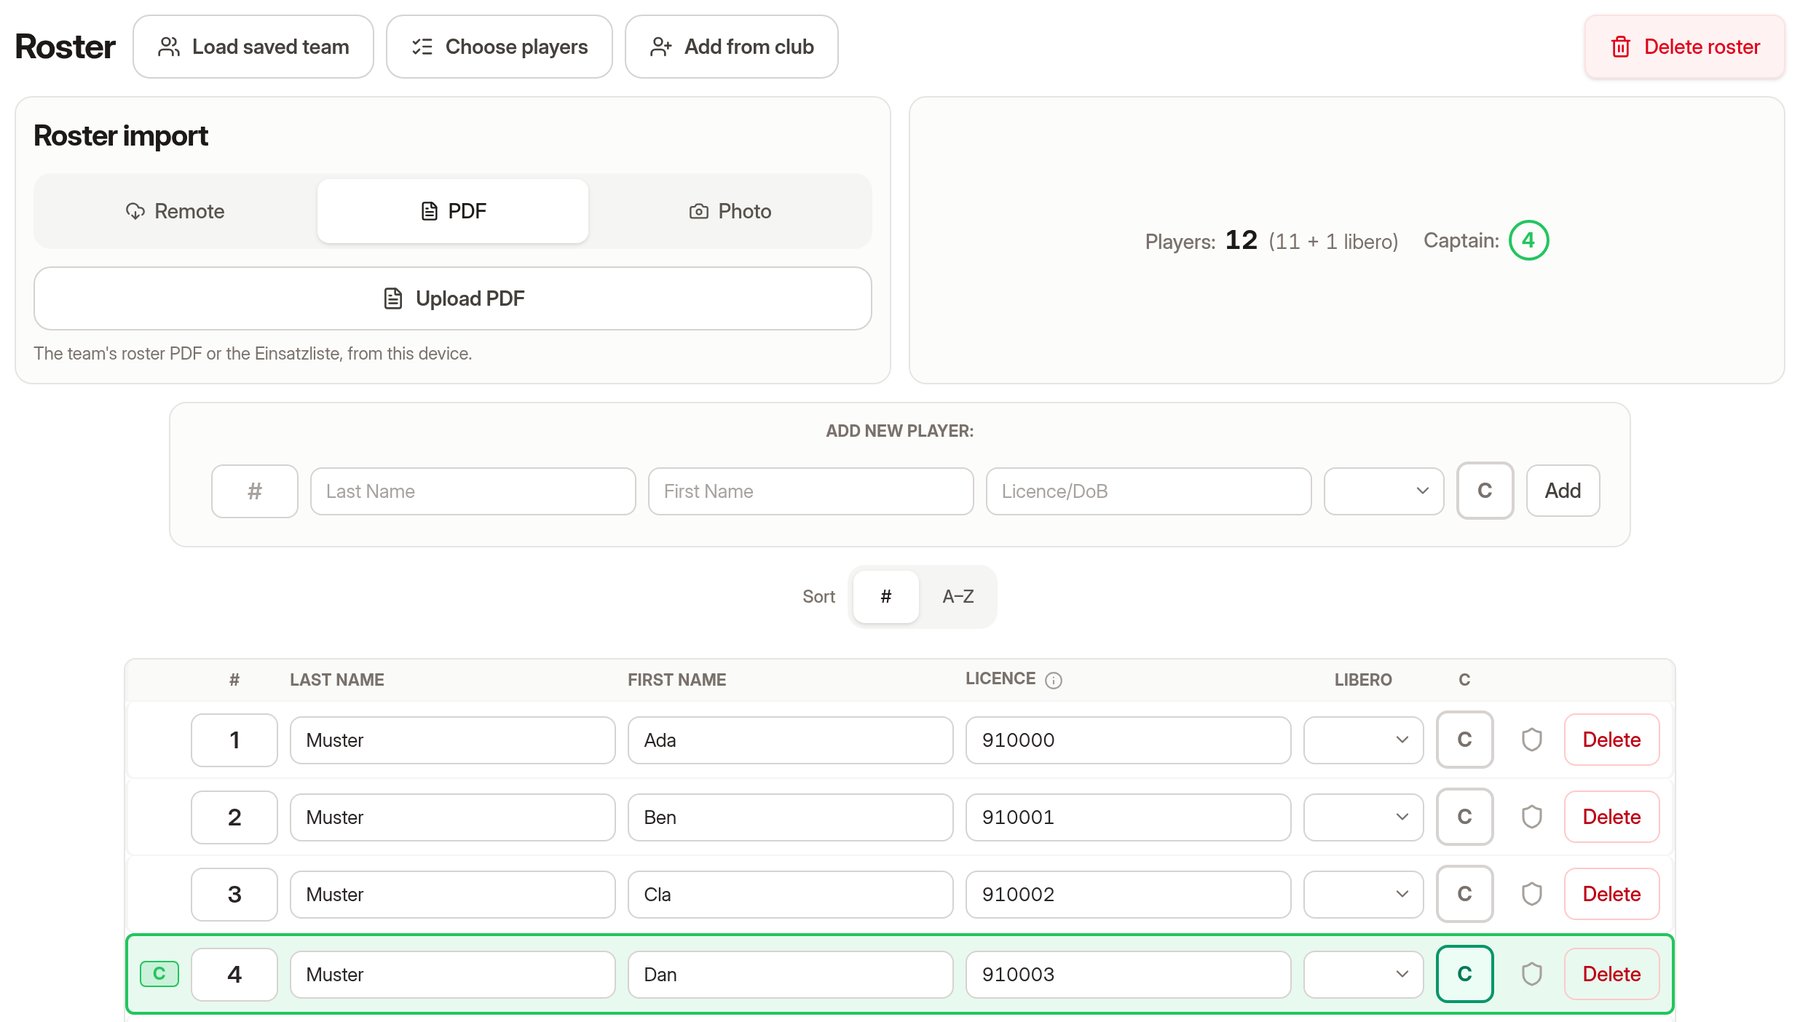 Roster Load saved team Choose players Add from club Delete roster
Roster import
Remote PDF Photo
Upload PDF
The team's roster PDF or the Einsatzliste, from this device.
Players: 12 (11 + 1 libero) Captain: 4
ADD NEW PLAYER:
# Last Name First Name Licence/DoB C Add
Sort # A–Z
# LAST NAME FIRST NAME LICENCE LIBERO C
1 Muster Ada 910000 C Delete
2 Muster Ben 910001 C Delete
3 Muster Cla 910002 C Delete
C 4 Muster Dan 910003 C Delete